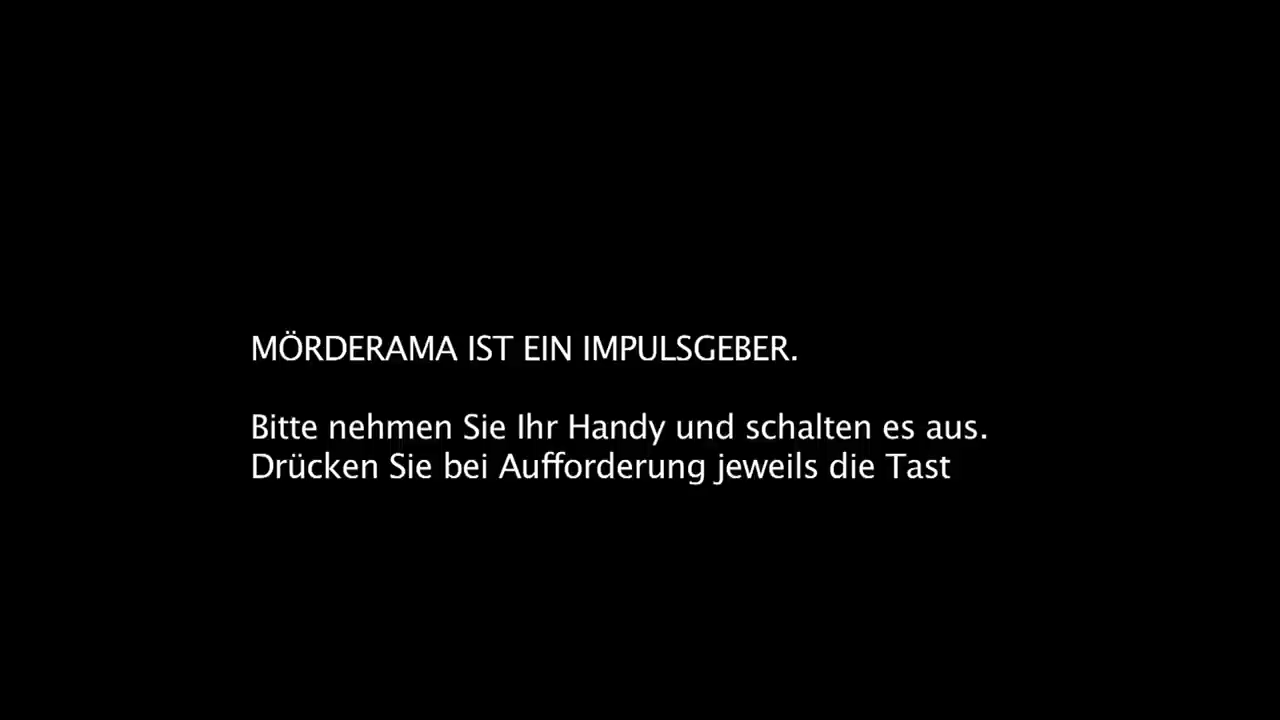 MÖRDERAMA IST EIN IMPULSGEBER.
Bitte nehmen Sie Ihr Handy und schalten es aus.
Drücken Sie bei Aufforderung jeweils die Tast